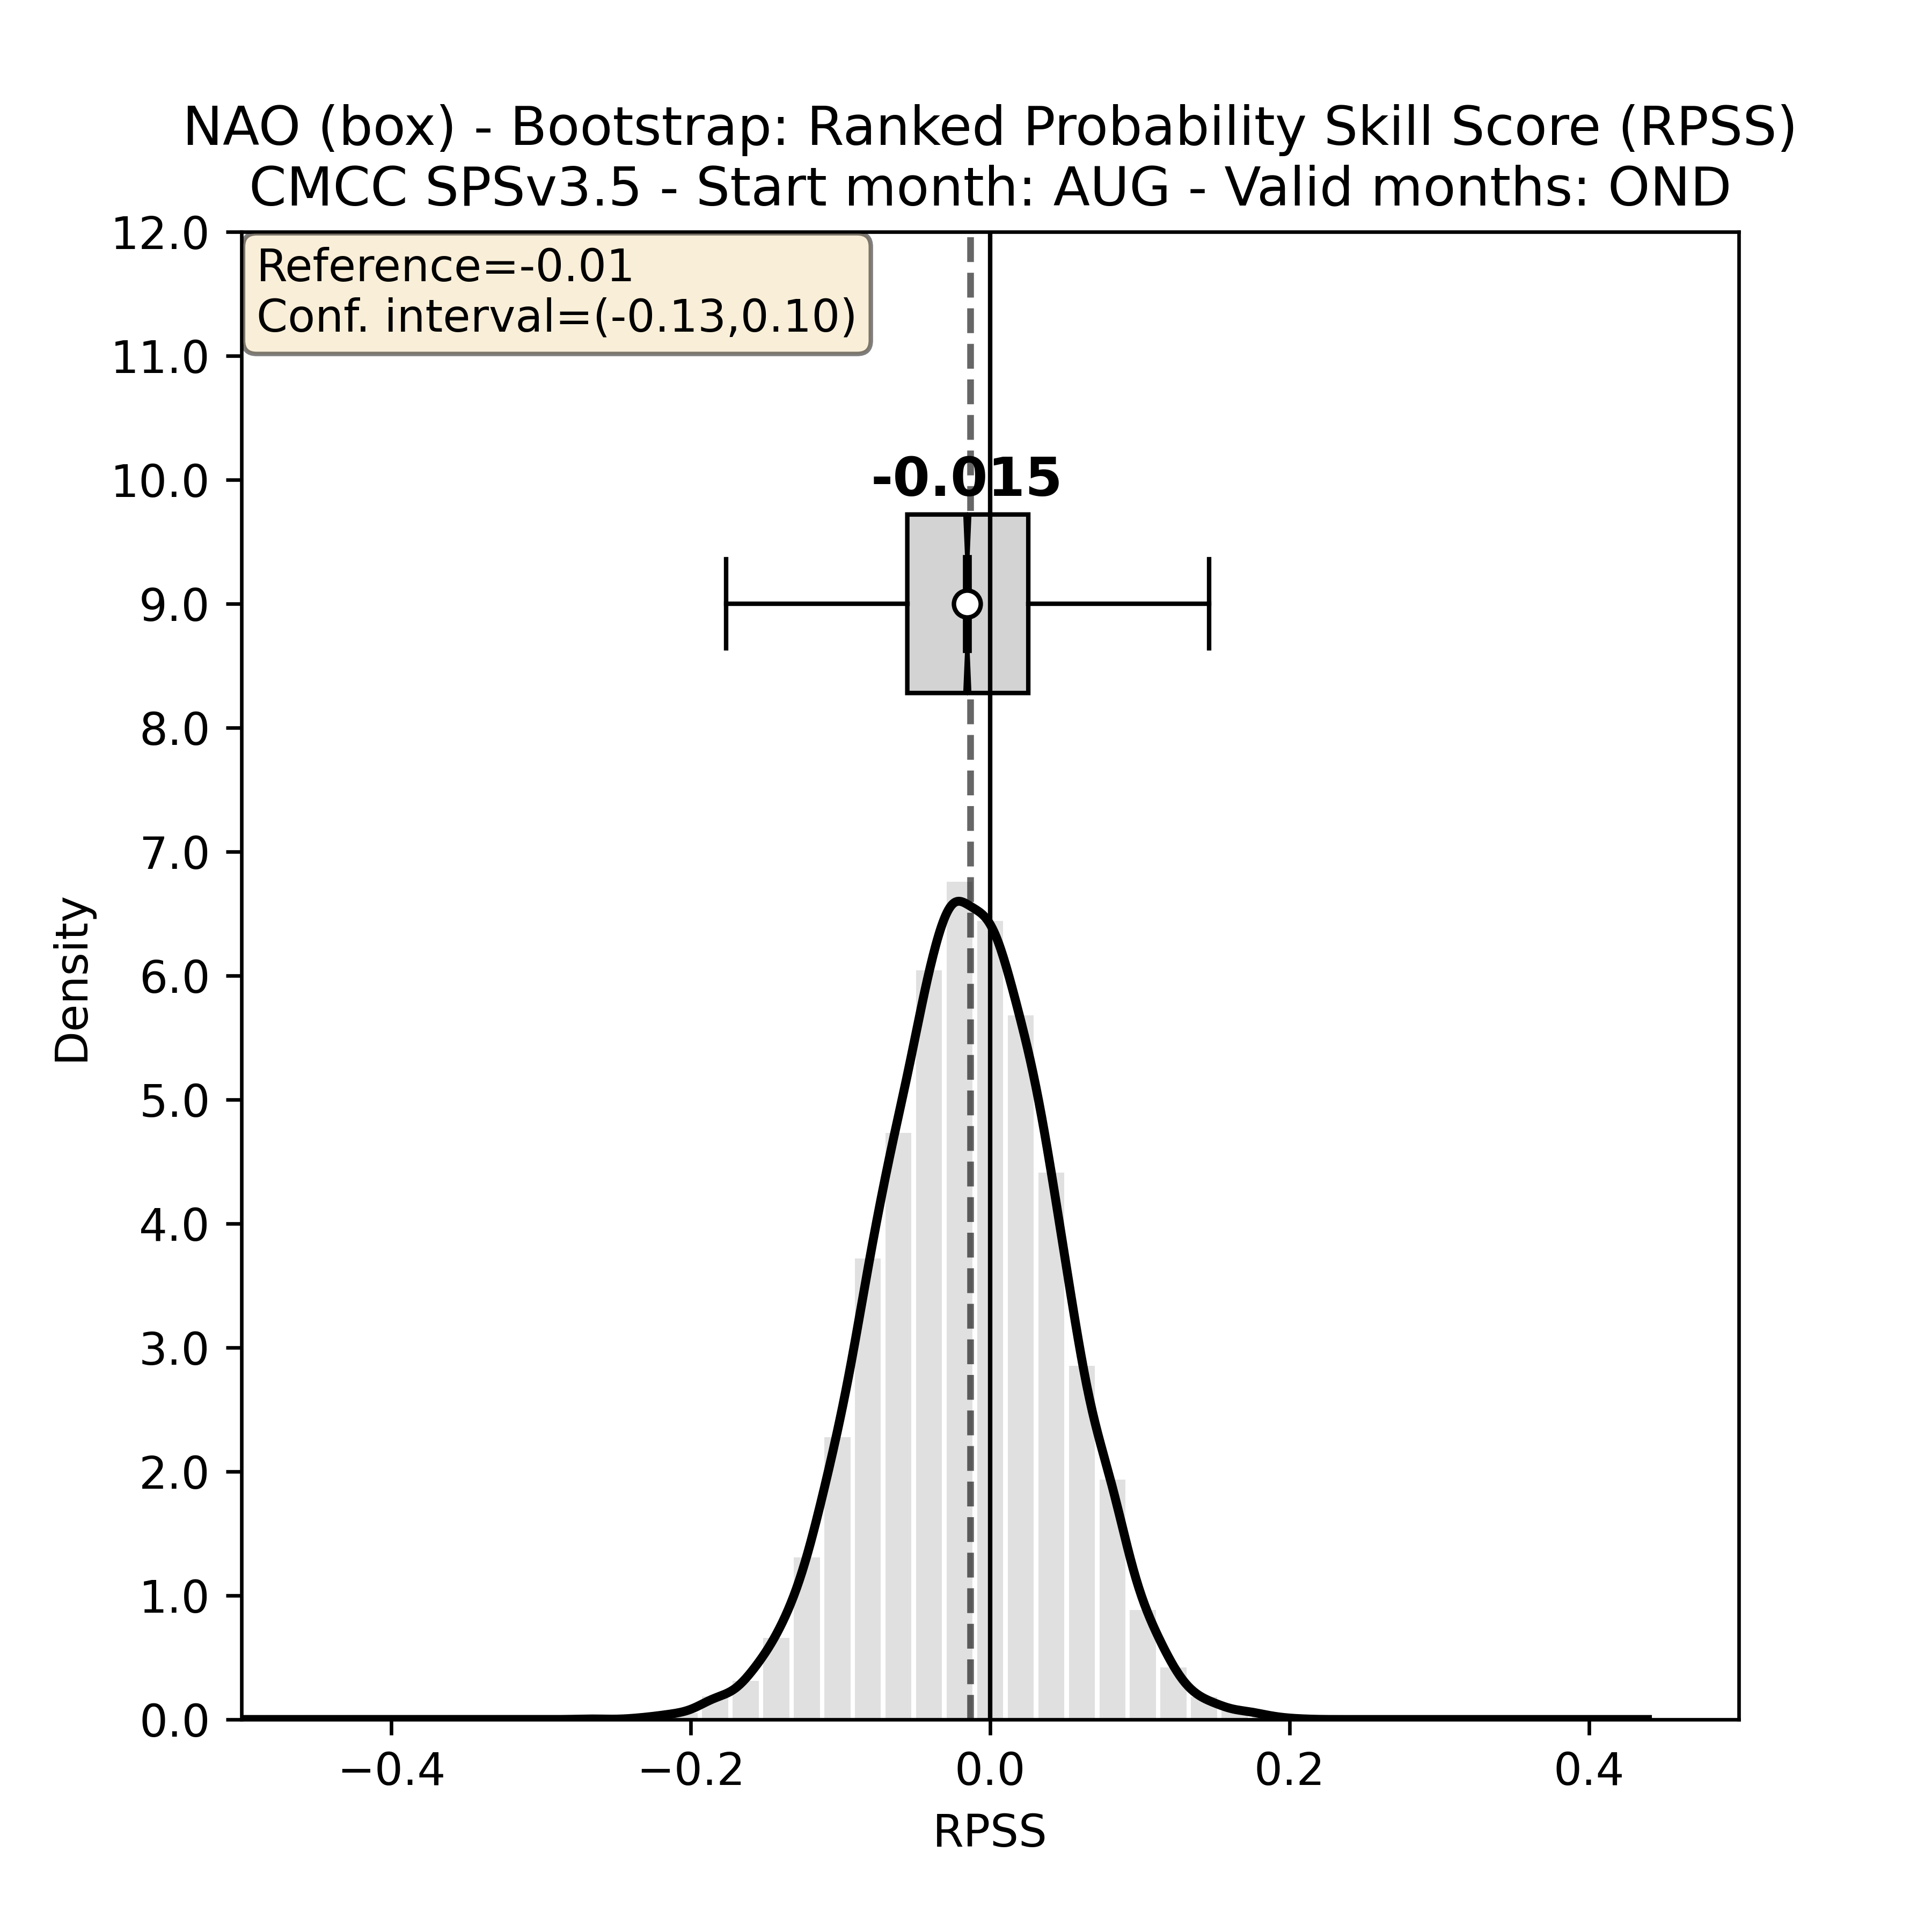 NAO (box) - Bootstrap: Ranked Probability Skill Score (RPSS)
CMCC SPSv3.5 - Start month: AUG - Valid months: OND
Reference=-0.01
Conf. interval=(-0.13,0.10)
-0.015
12.0
11.0
10.0
9.0
8.0
7.0
6.0
5.0
4.0
3.0
2.0
1.0
0.0
Density
−0.4 −0.2 0.0 0.2 0.4
RPSS